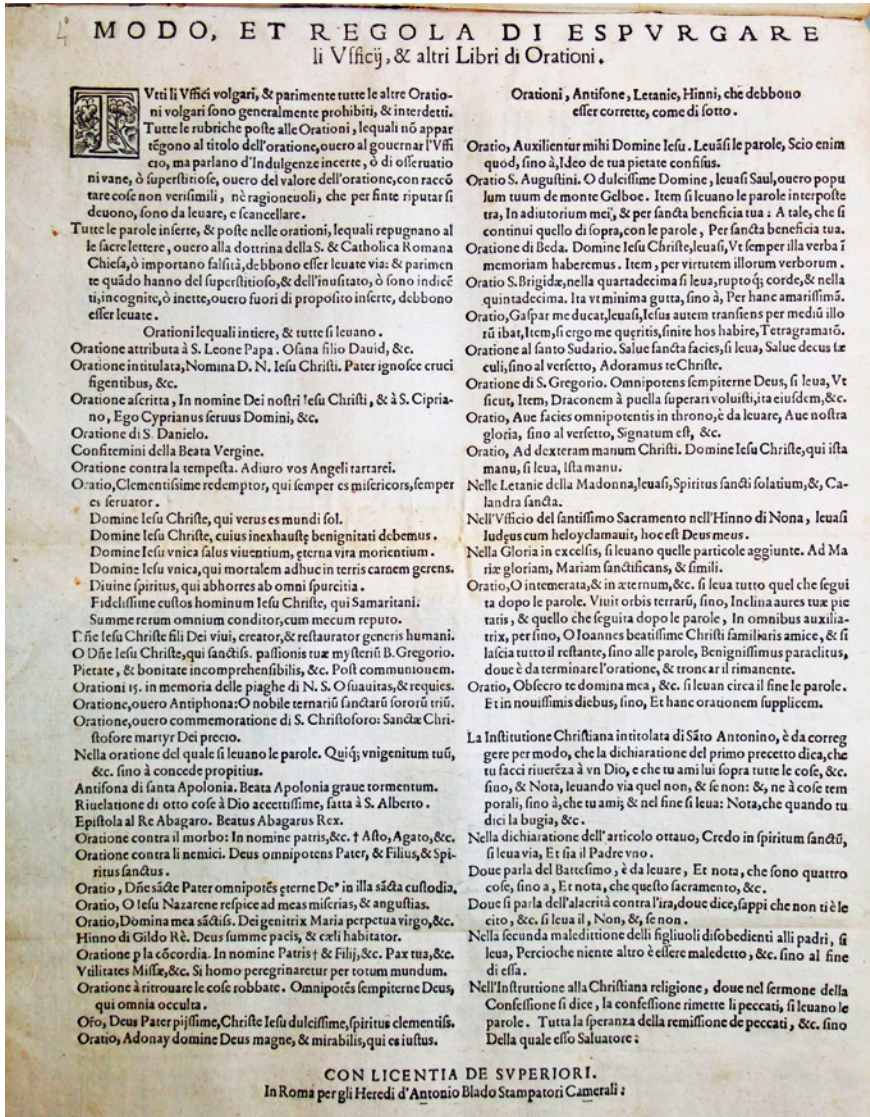 MODO, ET REGOLA DI ESPVRGARE
li Vfficij, & altri Libri di Orationi.
TVtti li Vffici volgari, & parimente tutte le altre Oratio-
ni volgari ſono generalmente prohibiti, & interdetti.
Tutte le rubriche poſte alle Orationi, lequali nō appar
tēgono al titolo dell'oratione, ouero al gouernar l'Vffi
cio, ma parlano d'Indulgenze incerte, ò di oſſeruatio
ni vane, ò ſuperſtitioſe, ouero del valore dell'oratione, con raccō
tare coſe non veriſimili, nè ragioneuoli, che per finte riputar ſi
deuono, ſono da leuare, e ſcancellare.
Tutte le parole inſerte, & poſte nelle orationi, lequali repugnano al
le ſacre lettere, ouero alla dottrina della S. & Catholica Romana
Chieſa, ò importano falſità, debbono eſſer leuate via: & parimen
te quādo hanno del ſuperſtitioſo, & dell'inuſitato, ò ſono indicē
ti, incognite, ò inette, ouero fuori di propoſito inſerte, debbono
eſſer leuate.
Orationi lequali intiere, & tutte ſi leuano.
Oratione attributa à S. Leone Papa. Oſana filio Dauid, &c.
Oratione intitulata, Nomina D. N. Ieſu Chriſti. Pater ignoſce cruci
figentibus, &c.
Oratione aſcritta, In nomine Dei noſtri Ieſu Chriſti, & à S. Cipria-
no, Ego Cyprianus ſeruus Domini, &c.
Oratione di S. Danielo.
Confitemini della Beata Vergine.
Oratione contra la tempeſta. Adiuro vos Angeli tartarei.
Oratio, Clementiſsime redemptor, qui ſemper es miſericors, ſemper
es ſeruator.
Domine Ieſu Chriſte, qui verus es mundi ſol.
Domine Ieſu Chriſte, cuius inexhauſtę benignitati debemus.
Domine Ieſu vnica ſalus viuentium, ęterna vita morientium.
Domine Ieſu vnica, qui mortalem adhuc in terris carnem gerens.
Diuine ſpiritus, qui abhorres ab omni ſpurcitia.
Fideliſſime cuſtos hominum Ieſu Chriſte, qui Samaritani.
Summe rerum omnium conditor, cum mecum reputo.
Dn̄e Ieſu Chriſte fili Dei viui, creator, & reſtaurator generis humani.
O Dn̄e Ieſu Chriſte, qui ſanctiſs. paſſionis tuæ myſteriū B. Gregorio.
Pietate, & bonitate incomprehenſibilis, &c. Poſt communionem.
Orationi 15. in memoria delle piaghe di N. S. O ſuauitas, & requies.
Oratione, ouero Antiphona: O nobile ternariū ſanctarū ſororū triū.
Oratione, ouero commemoratione di S. Chriſtoforo: Sanctæ Chri-
ſtofore martyr Dei precio.
Nella oratione del quale ſi leuano le parole. Quiq; vnigenitum tuū,
&c. ſino à concede propitius.
Antifona di ſanta Apolonia. Beata Apolonia graue tormentum.
Riuelatione di otto coſe à Dio accettiſſime, fatta à S. Alberto.
Epiſtola al Re Abagaro. Beatus Abagarus Rex.
Oratione contra il morbo: In nomine patris, &c. † Aſto, Agato, &c.
Oratione contra li nemici. Deus omnipotens Pater, & Filius, & Spi-
ritus ſanctus.
Oratio, Dn̄e sācte Pater omnipotēs ęterne De' in illa sācta cuſtodia.
Oratio, O Ieſu Nazarene reſpice ad meas miſerias, & anguſtias.
Oratio, Domina mea sāctiſs. Dei genitrix Maria perpetua virgo, &c.
Hinno di Gildo Rè. Deus ſumme pacis, & cæli habitator.
Oratione p la cōcordia. In nomine Patris † & Filij, &c. Pax tua, &c.
Vtilitates Miſſæ, &c. Si homo peregrinaretur per totum mundum.
Oratione à ritrouare le coſe robbate. Omnipotēs ſempiterne Deus,
qui omnia occulta.
Oŕo, Deus Pater pijſſime, Chriſte Ieſu dulciſſime, ſpiritus clementiſs.
Oratio, Adonay domine Deus magne, & mirabilis, qui es iuſtus.
Orationi, Antifone, Letanie, Hinni, che debbono
eſſer corrette, come di ſotto.
Oratio, Auxilientur mihi Domine Ieſu. Leuāſi le parole, Scio enim
quod, ſino à, Ideo de tua pietate confiſus.
Oratio S. Auguſtini. O dulciſſime Domine, leuaſi Saul, ouero popu
lum tuum de monte Gelboe. Item ſi leuano le parole interpoſte
tra, In adiutorium mei, & per ſancta beneficia tua: A tale, che ſi
continui quello di ſopra, con le parole, Per ſancta beneficia tua.
Oratione di Beda. Domine Ieſu Chriſte, leuaſi, Vt ſemper illa verba ī
memoriam haberemus. Item, per virtutem illorum verborum.
Oratio S. Brigidæ, nella quartadecima ſi leua, ruptoq; corde, & nella
quintadecima. Ita vt minima gutta, ſino à, Per hanc amariſſimā.
Oratio, Gaſpar me ducat, leuaſi, Ieſus autem tranſiens per mediū illo
rū ibat, Item, ſi ergo me quęritis, ſinite hos habire, Tetragramatō.
Oratione al ſanto Sudario. Salue ſancta facies, ſi leua, Salue decus ſæ
culi, ſino al verſetto, Adoramus te Chriſte.
Oratione di S. Gregorio. Omnipotens ſempiterne Deus, ſi leua, Vt
ſicut, Item, Draconem à puella ſuperari voluiſti, ita eiuſdem, &c.
Oratio, Aue facies omnipotentis in throno, è da leuare, Aue noſtra
gloria, ſino al verſetto, Signatum eſt, &c.
Oratio, Ad dexteram manum Chriſti. Domine Ieſu Chriſte, qui iſta
manu, ſi leua, Iſta manu.
Nelle Letanie della Madonna, leuaſi, Spiritus ſancti ſolatium, &, Ca-
landra ſancta.
Nell'Vfficio del ſantiſſimo Sacramento nell'Hinno di Nona, leuaſi
Iudęus cum heloyclamauit, hoc eſt Deus meus.
Nella Gloria in excelſis, ſi leuano quelle particole aggiunte. Ad Ma
riæ gloriam, Mariam ſanctificans, & ſimili.
Oratio, O intemerata, & in æternum, &c. ſi leua tutto quel che ſegui
ta dopo le parole. Viuit orbis terrarū, ſino, Inclina aures tuæ pie
tatis, & quello che ſeguita dopo le parole, In omnibus auxilia-
trix, per ſino, O Ioannes beatiſſime Chriſti familiaris amice, & ſi
laſcia tutto il reſtante, ſino alle parole, Benigniſſimus paraclitus,
doue è da terminare l'oratione, & troncar il rimanente.
Oratio, Obſecro te domina mea, &c. ſi leuan circa il fine le parole.
Et in nouiſſimis diebus, ſino, Et hanc orationem ſupplicem.
La Inſtitutione Chriſtiana intitolata di Sāto Antonino, è da correg
gere per modo, che la dichiaratione del primo precetto dica, che
tu facci riuerēza à vn Dio, e che tu ami lui ſopra tutte le coſe, &c.
ſino, & Nota, leuando via quel non, & ſe non: &, ne à coſe tem
porali, ſino à, che tu ami; & nel fine ſi leua: Nota, che quando tu
dici la bugia, &c.
Nella dichiaratione dell'articolo ottauo, Credo in ſpiritum ſanctū,
ſi leua via, Et ſia il Padre vno.
Doue parla del Batteſimo, è da leuare, Et nota, che ſono quattro
coſe, ſino a, Et nota, che queſto ſacramento, &c.
Doue ſi parla dell'alacrità contra l'ira, doue dice, ſappi che non ti è le
cito, &c. ſi leua il, Non, &, ſe non.
Nella ſecunda maledittione delli figliuoli diſobedienti alli padri, ſi
leua, Percioche niente altro è eſſere maledetto, &c. ſino al fine
di eſſa.
Nell'Inſtruttione alla Chriſtiana religione, doue nel ſermone della
Confeſſione ſi dice, la confeſſione rimette li peccati, ſi leuano le
parole. Tutta la ſperanza della remiſſione de peccati, &c. ſino
Della quale eſſo Saluatore:
CON LICENTIA DE SVPERIORI.
In Roma per gli Heredi d'Antonio Blado Stampatori Camerali: